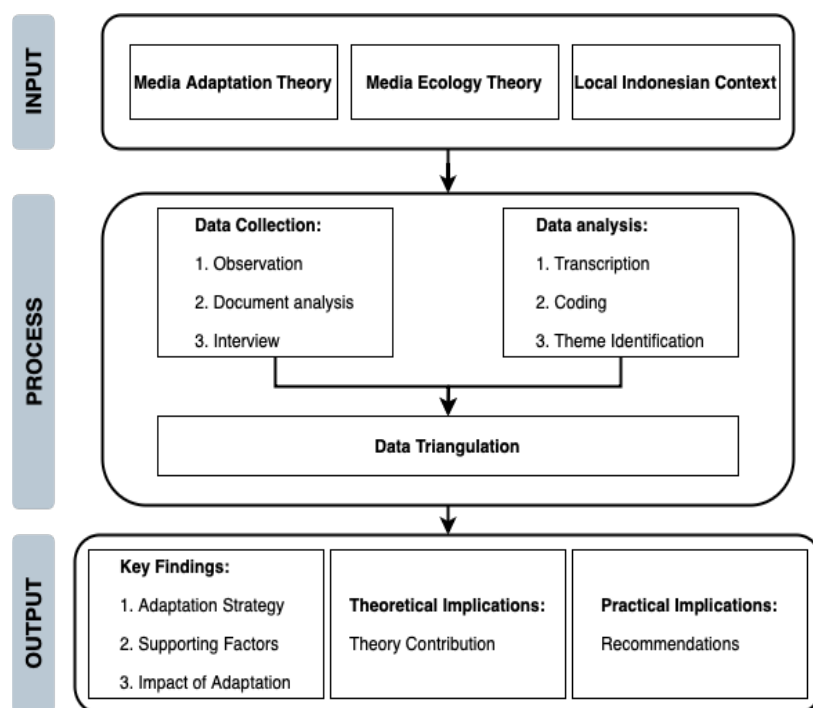 INPUT
Media Adaptation Theory
Media Ecology Theory
Local Indonesian Context
PROCESS
Data Collection:
1. Observation
2. Document analysis
3. Interview
Data analysis:
1. Transcription
2. Coding
3. Theme Identification
Data Triangulation
OUTPUT
Key Findings:
1. Adaptation Strategy
2. Supporting Factors
3. Impact of Adaptation
Theoretical Implications:
Theory Contribution
Practical Implications:
Recommendations